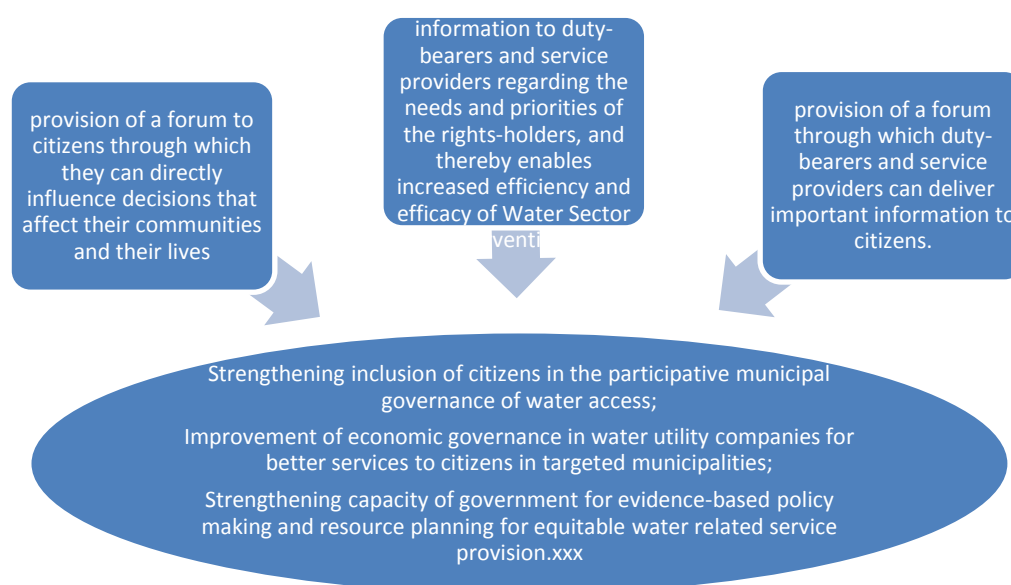 provision of a forum to
citizens through which
they can directly
influence decisions that
affect their communities
and their lives
information to duty-
bearers and service
providers regarding the
needs and priorities of
the rights-holders, and
thereby enables
increased efficiency and
efficacy of Water Sector
provision of a forum
through which duty-
bearers and service
providers can deliver
important information to
citizens.
Strengthening inclusion of citizens in the participative municipal
governance of water access;
Improvement of economic governance in water utility companies for
better services to citizens in targeted municipalities;
Strengthening capacity of government for evidence-based policy
making and resource planning for equitable water related service
provision.xxx